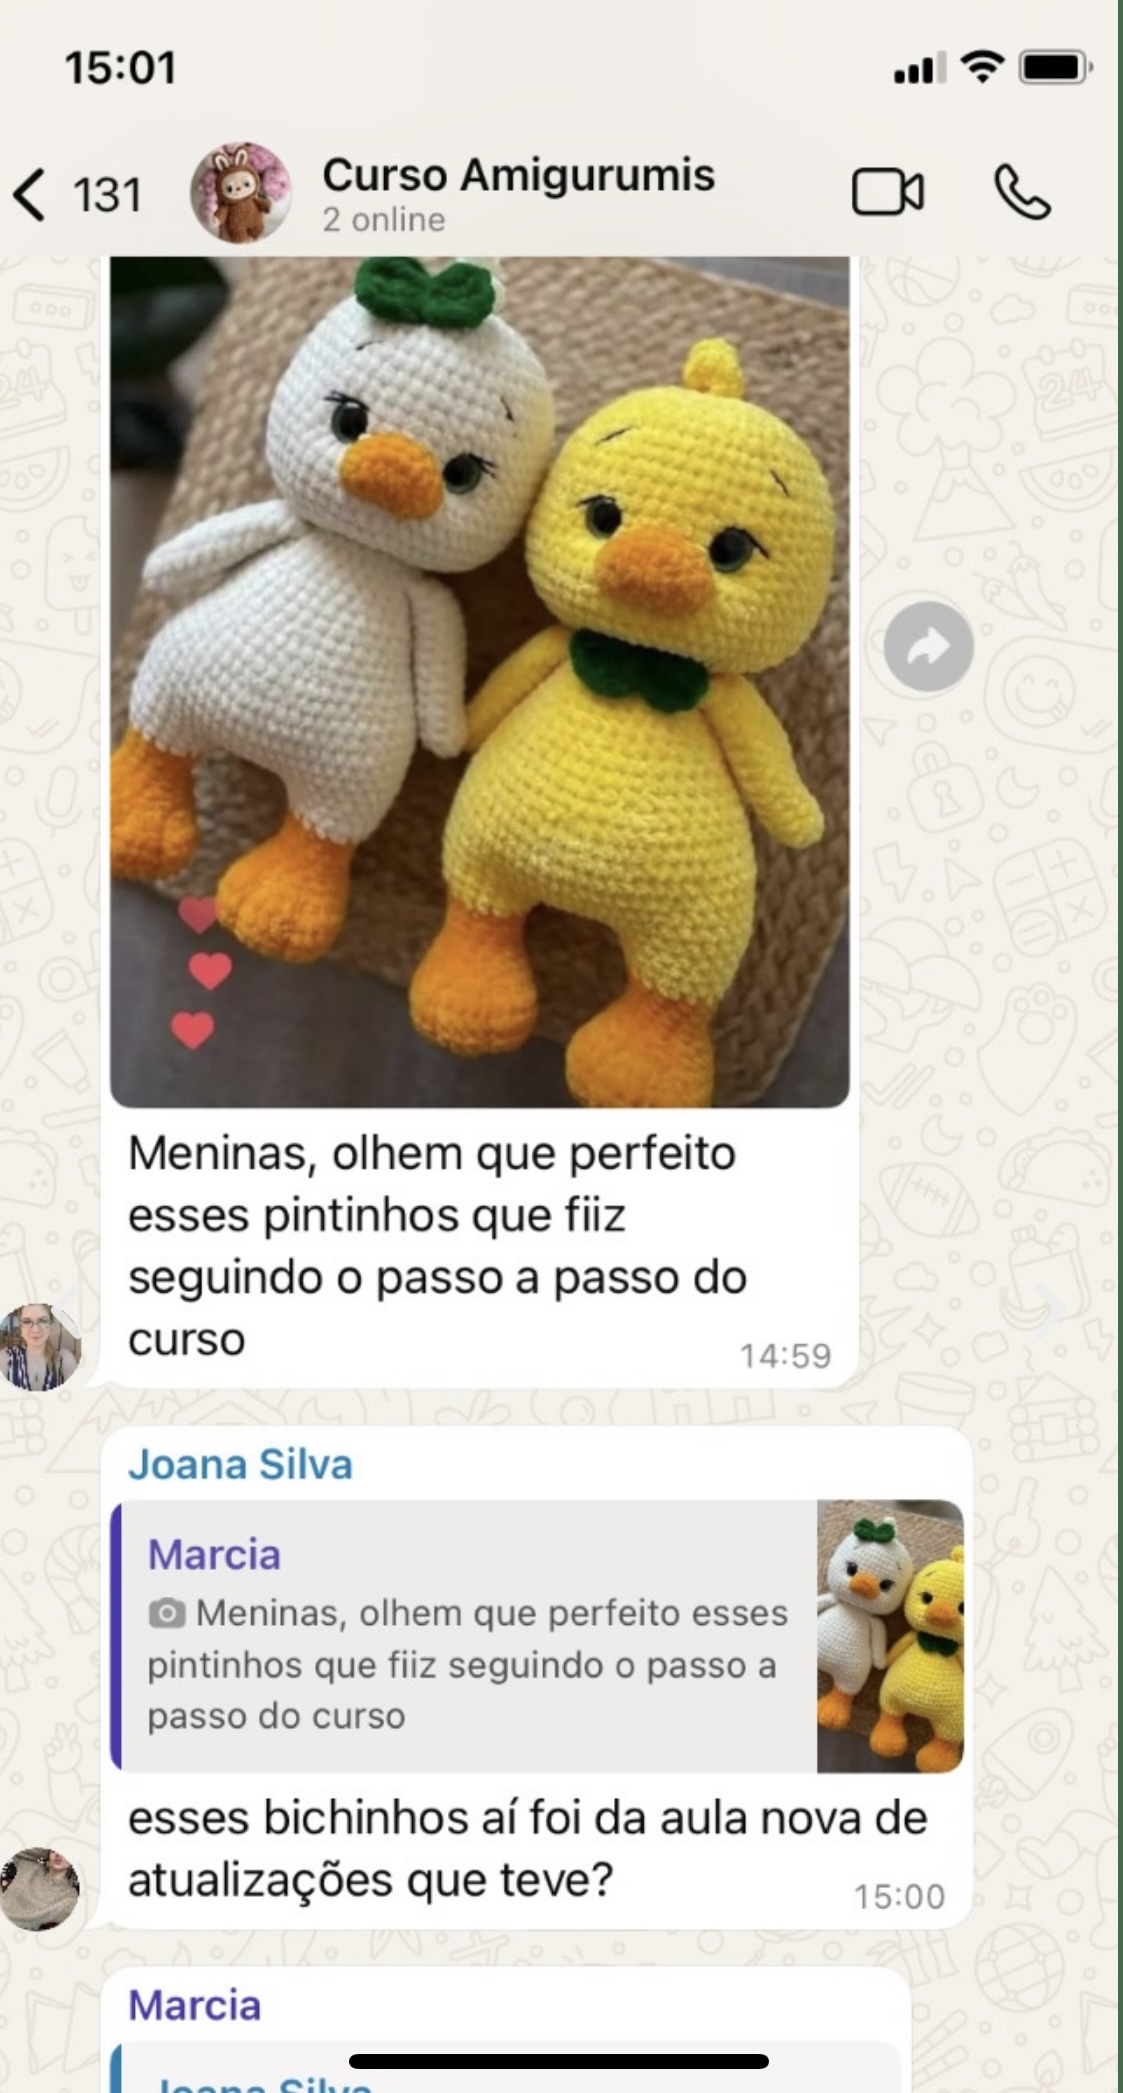 15:01
131
Curso Amigurumis
2 online
Meninas, olhem que perfeito
esses pintinhos que fiiz
seguindo o passo a passo do
curso
14:59
Joana Silva
Marcia
Meninas, olhem que perfeito esses
pintinhos que fiiz seguindo o passo a
passo do curso
esses bichinhos aí foi da aula nova de
atualizações que teve?
15:00
Marcia
Joana Silva